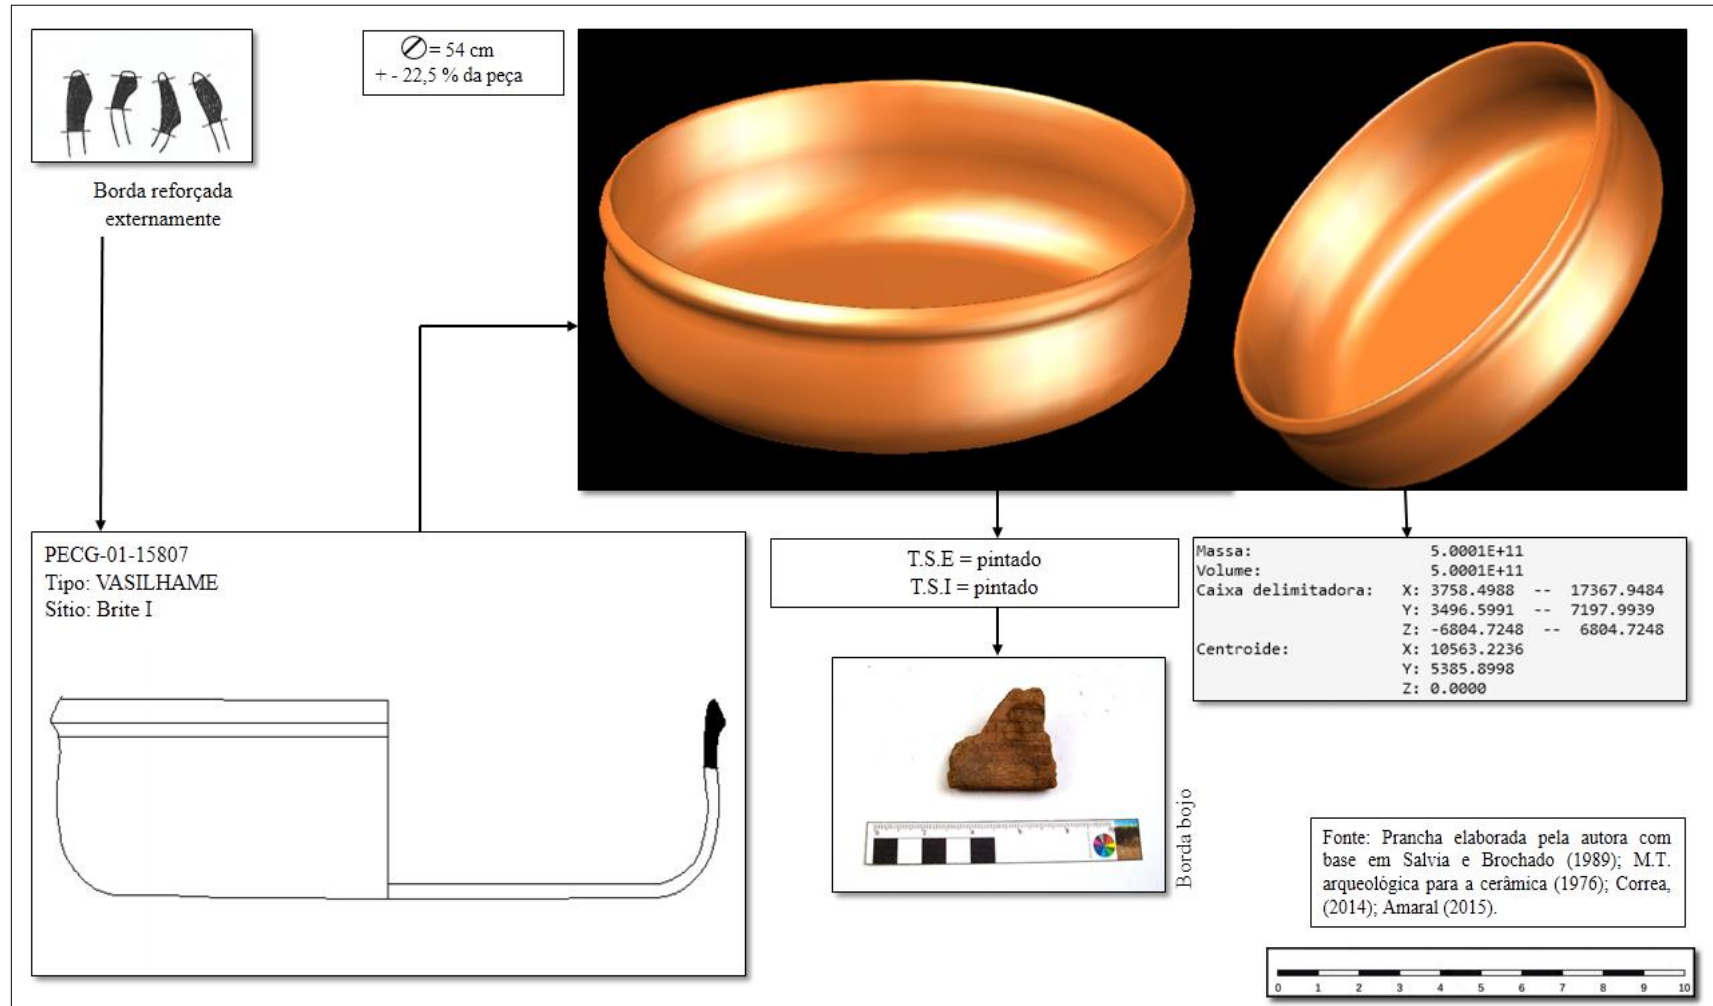 = 54 cm
+ - 22,5 % da peça
Borda reforçada
externamente
PECG-01-15807
Tipo: VASILHAME
Sítio: Brite I
T.S.E = pintado
T.S.I = pintado
Massa: 5.0001E+11
Volume: 5.0001E+11
Caixa delimitadora: X: 3758.4988 -- 17367.9484
Y: 3496.5991 -- 7197.9939
Z: -6804.7248 -- 6804.7248
Centroide: X: 10563.2236
Y: 5385.8998
Z: 0.0000
Borda bojo
Fonte: Prancha elaborada pela autora com
base em Salvia e Brochado (1989); M.T.
arqueológica para a cerâmica (1976); Correa,
(2014); Amaral (2015).
0 1 2 3 4 5 6 7 8 9 10